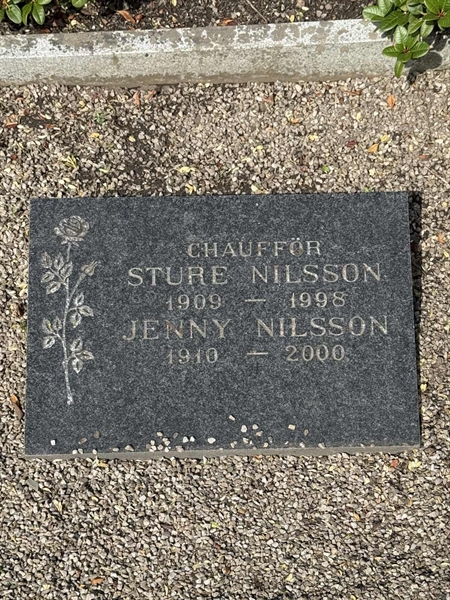 CHAUFFÖR
STURE NILSSON
1909 — 1998
JENNY NILSSON
1910 — 2000